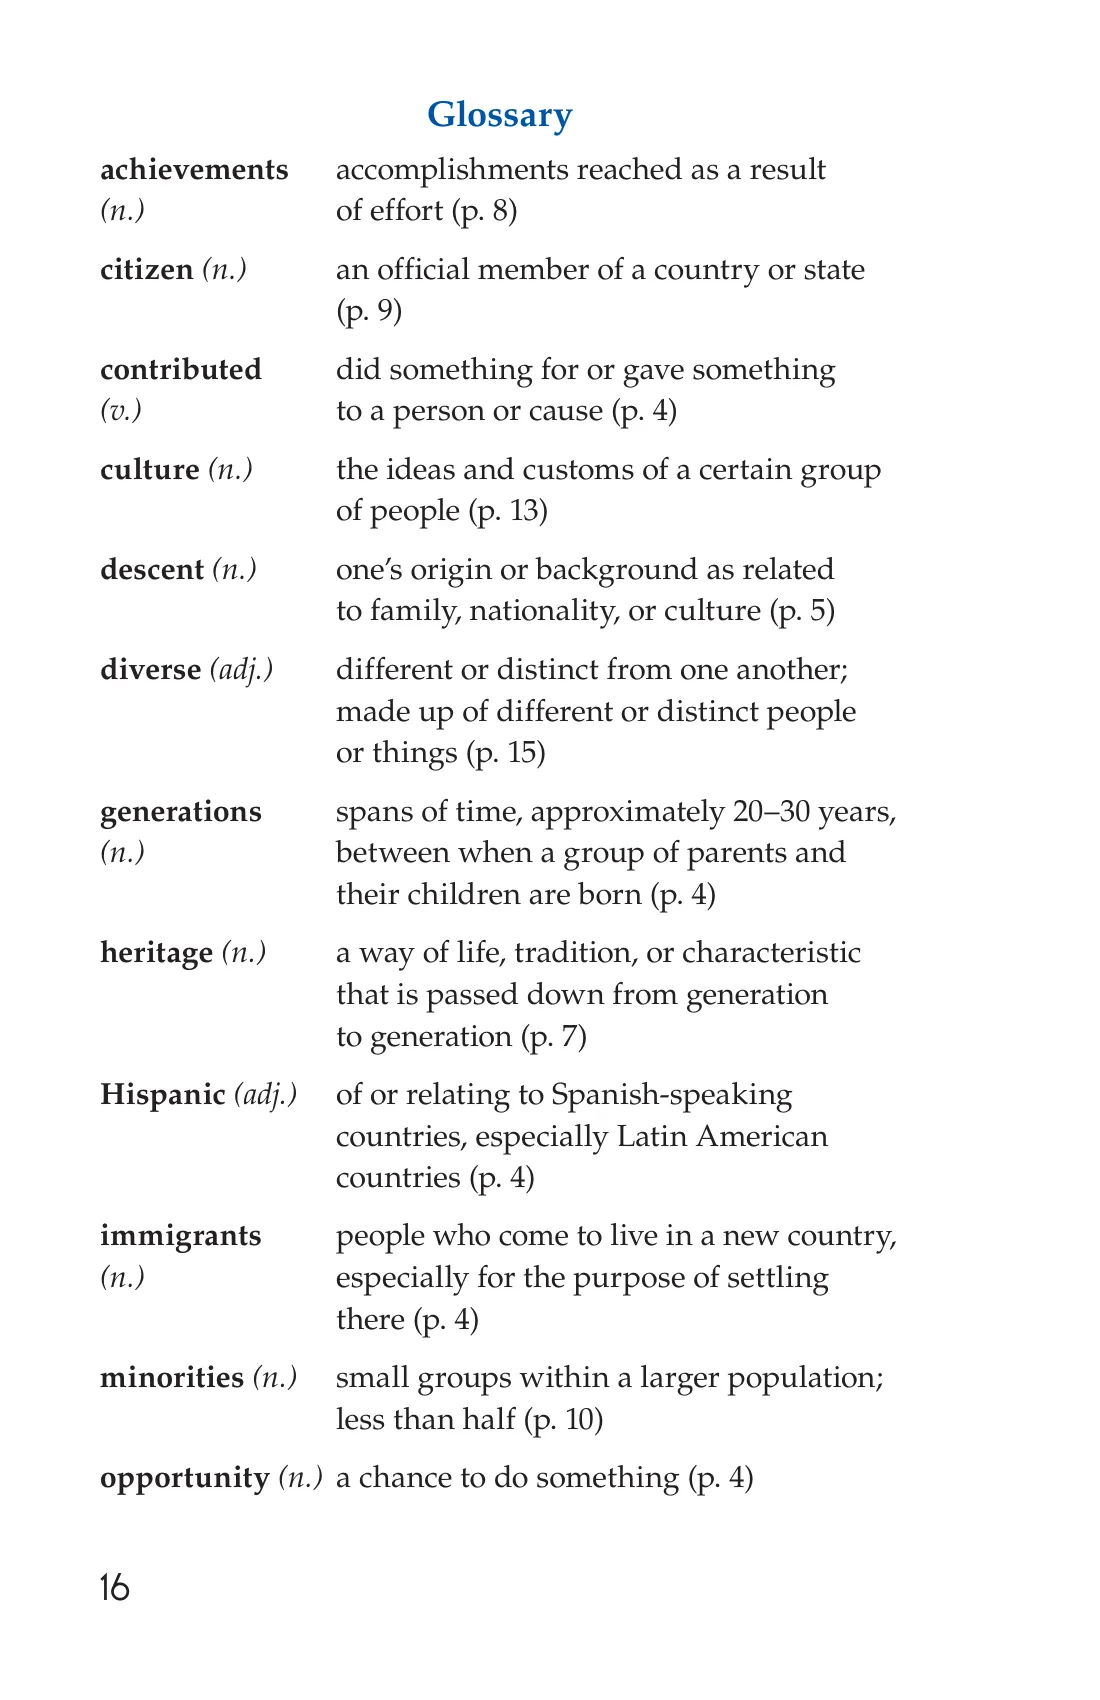 Glossary
achievements accomplishments reached as a result
(n.) of effort (p. 8)
citizen (n.) an official member of a country or state
(p. 9)
contributed did something for or gave something
(v.) to a person or cause (p. 4)
culture (n.) the ideas and customs of a certain group
of people (p. 13)
descent (n.) one’s origin or background as related
to family, nationality, or culture (p. 5)
diverse (adj.) different or distinct from one another;
made up of different or distinct people
or things (p. 15)
generations spans of time, approximately 20–30 years,
(n.) between when a group of parents and
their children are born (p. 4)
heritage (n.) a way of life, tradition, or characteristic
that is passed down from generation
to generation (p. 7)
Hispanic (adj.) of or relating to Spanish-speaking
countries, especially Latin American
countries (p. 4)
immigrants people who come to live in a new country,
(n.) especially for the purpose of settling
there (p. 4)
minorities (n.) small groups within a larger population;
less than half (p. 10)
opportunity (n.) a chance to do something (p. 4)
16